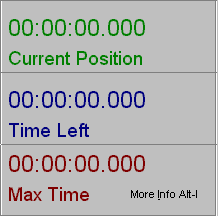 00:00:00.000
Current Position
00:00:00.000
Time Left
00:00:00.000
Max Time More Info Alt-I